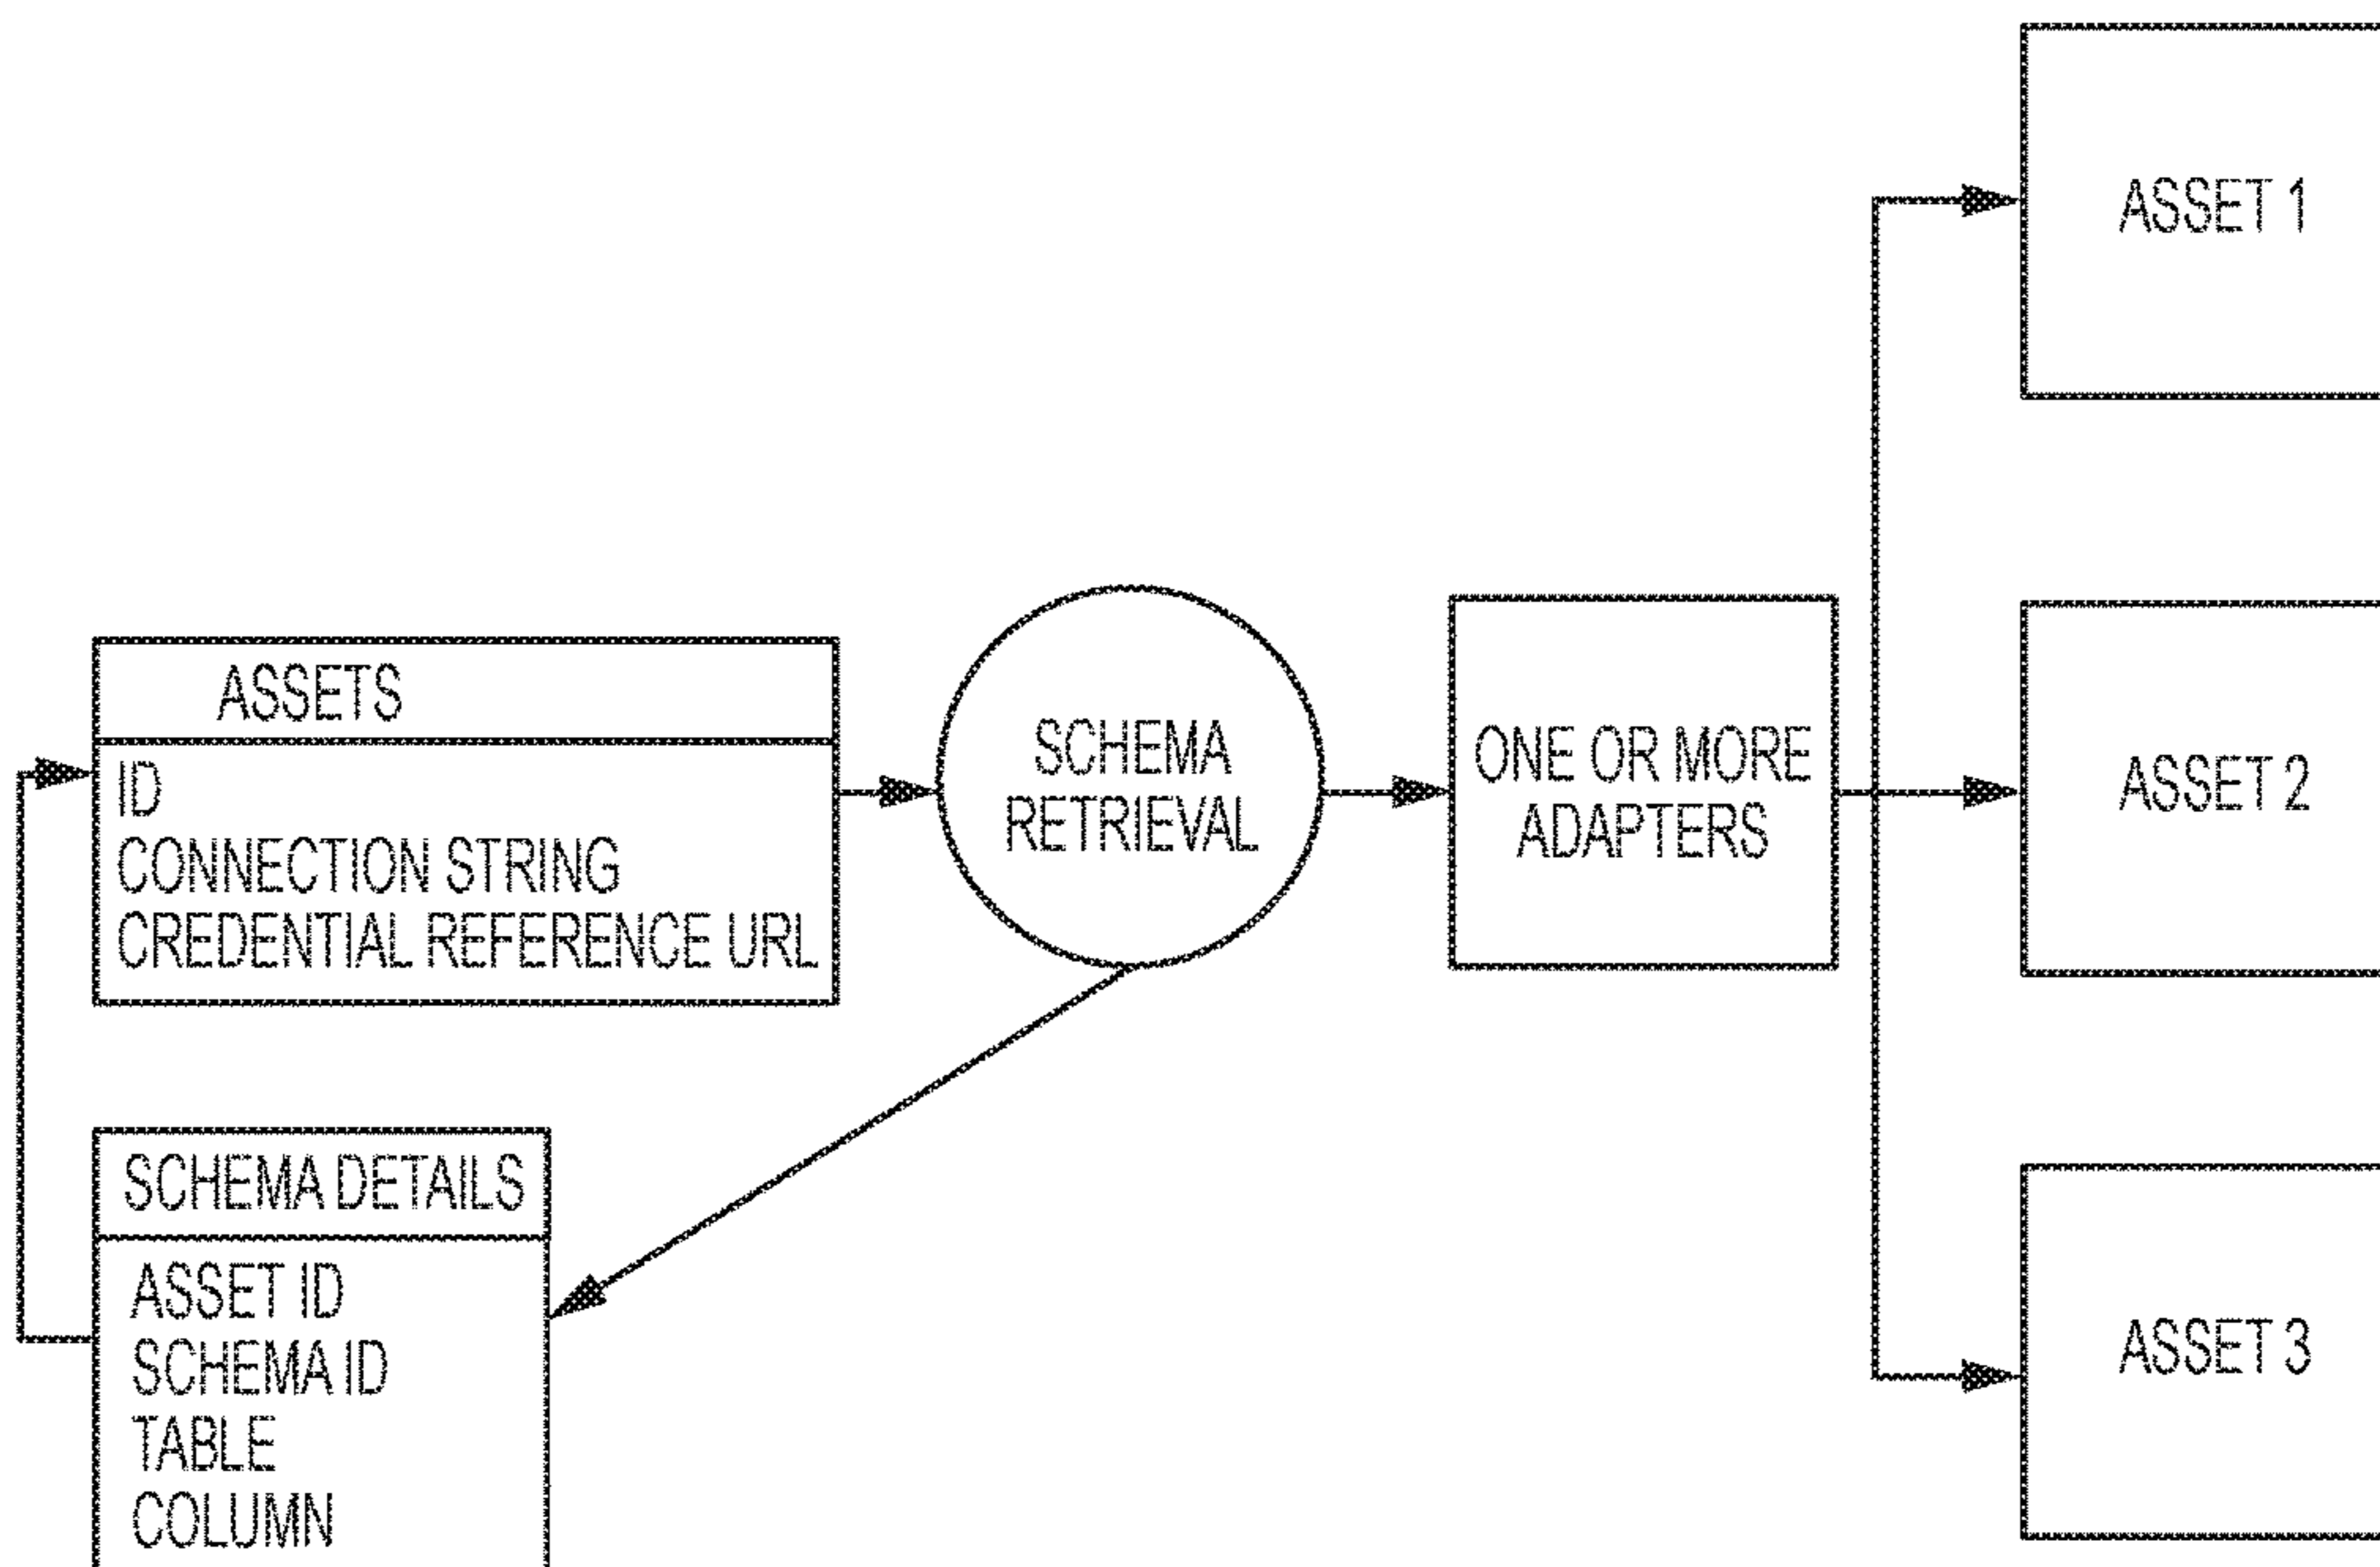 ASSETS
ID
CONNECTION STRING
CREDENTIAL REFERENCE URL
SCHEMA DETAILS
ASSET ID
SCHEMA ID
TABLE
COLUMN
SCHEMA
RETRIEVAL
ONE OR MORE
ADAPTERS
ASSET 1
ASSET 2
ASSET 3